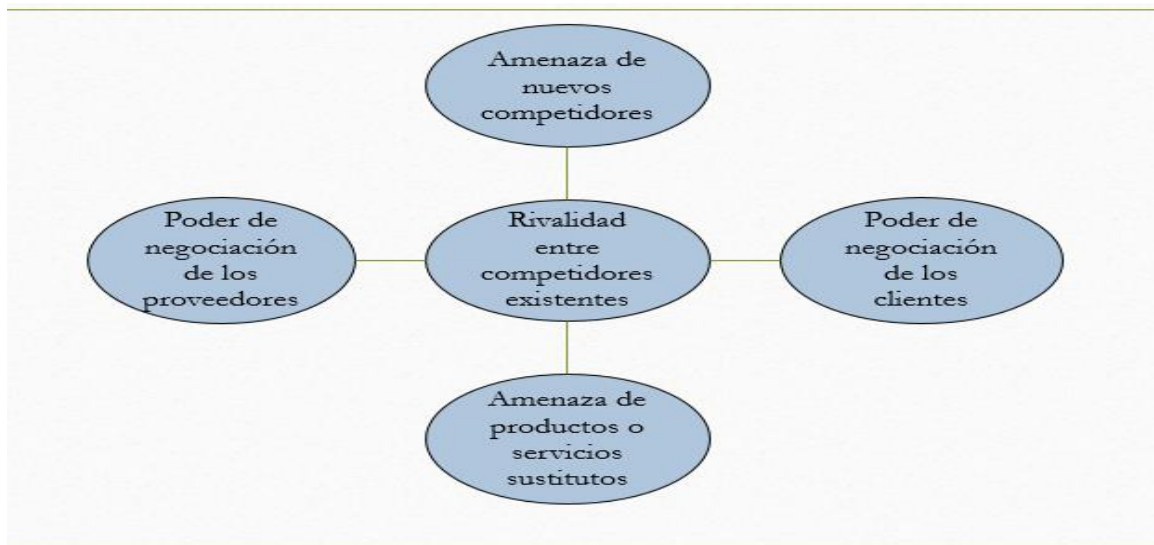 Amenaza de
nuevos
competidores
Poder de
negociación
de los
proveedores
Rivalidad
entre
competidores
existentes
Poder de
negociación
de los
clientes
Amenaza de
productos o
servicios
sustitutos